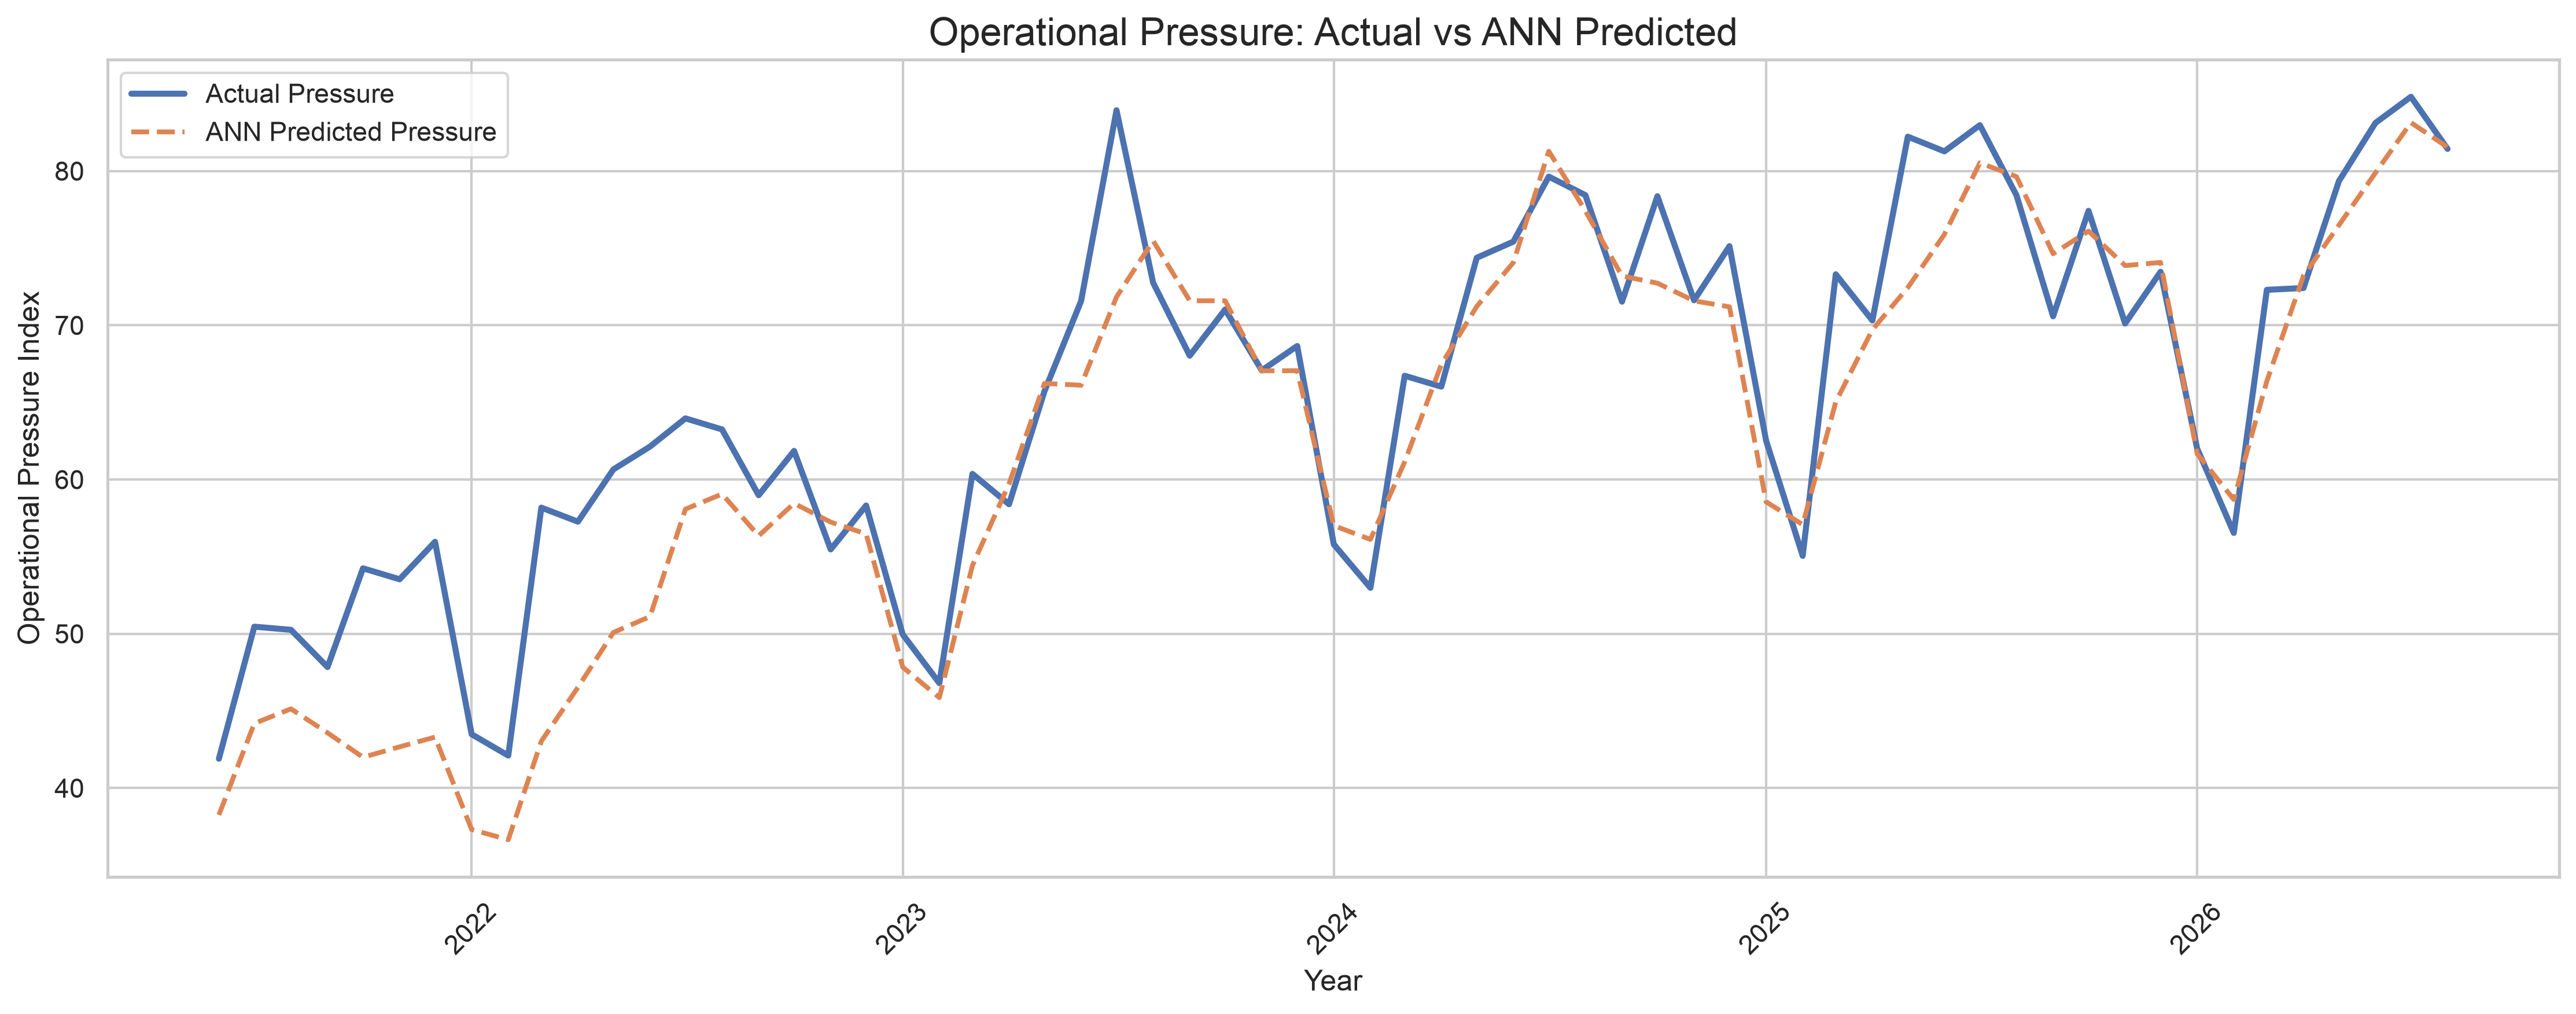 Operational Pressure: Actual vs ANN Predicted
Actual Pressure
ANN Predicted Pressure
Operational Pressure Index
80
70
60
50
40
2022
2023
2024
2025
2026
Year